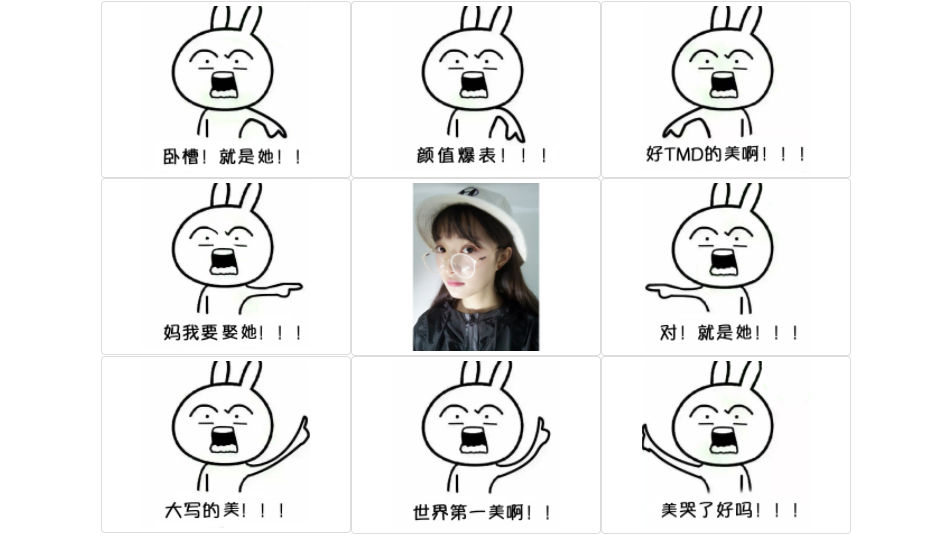 卧槽！就是她！！
颜值爆表！！！
好TMD的美啊！！！
妈我要娶她！！！
对！就是她！！！
大写的美！！！
世界第一美啊！！
美哭了好吗！！！